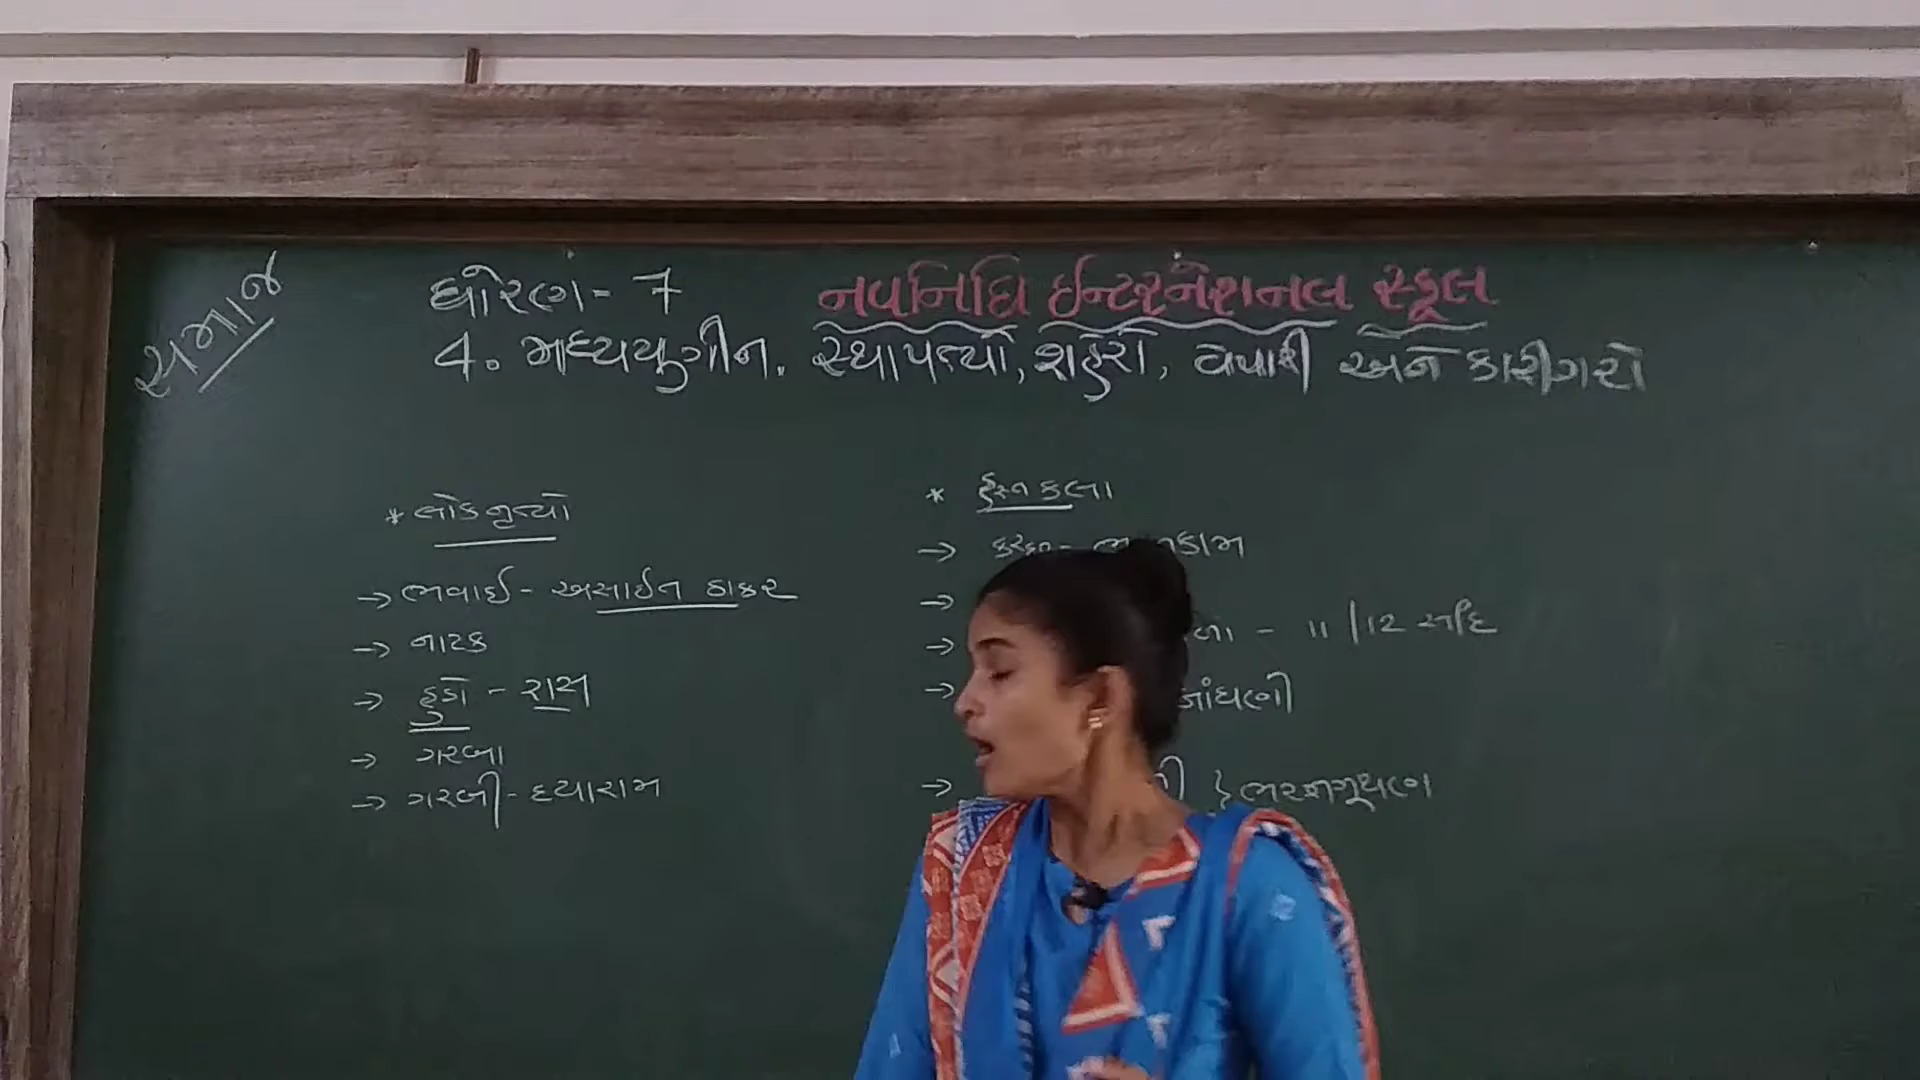 સમાજ
ધોરણ - 7 નવનિધિ ઈન્ટરનેશનલ સ્કૂલ
4. મધ્યયુગીન. સ્થાપત્યો, શહેરો, વેપારી અને કારીગરો
* લોકનૃત્યો
→ ભવાઈ - અસાઈત ઠાકર
→ નાટક
→ હુડો - રાસ
→ ગરબા
→ ગરબી - દયારામ
* હસ્તકલા
→
→
→ - 11/12 સદિ
→ બાંધણી
→ } ભરતગૂંથણ